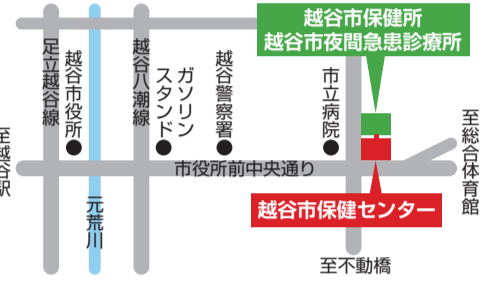 越谷市保健所
越谷市夜間急患診療所
足立越谷線
越谷市役所
越谷八潮線
ガソリン
スタンド
越谷警察署
市立病院
至総合体育館
至越谷駅
市役所前中央通り
元荒川
越谷市保健センター
至不動橋